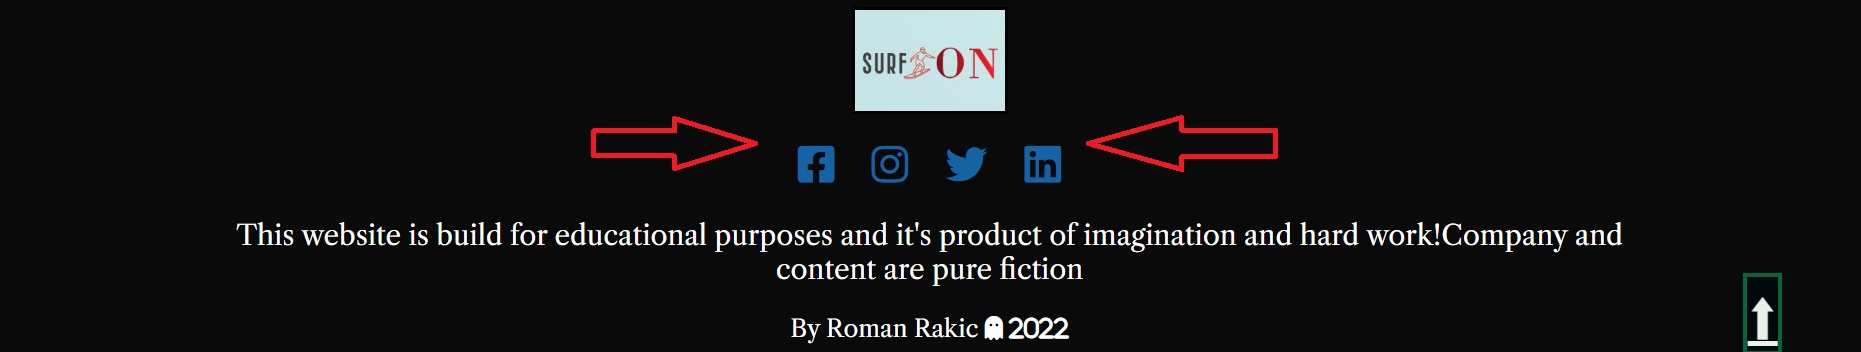 SURF ON
This website is build for educational purposes and it's product of imagination and hard work!Company and
content are pure fiction
By Roman Rakic 2022